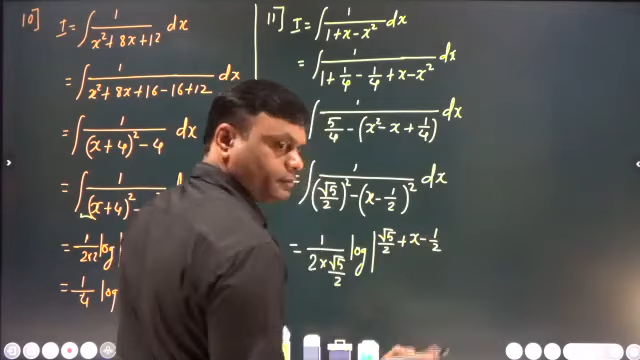 10] I = ∫ 1/(x²+8x+12) dx
= ∫ 1/(x²+8x+16-16+12) dx
= ∫ 1/((x+4)²-4) dx
= ∫ 1/((x+4)²-
= 1/(2×2) log|
= 1/4 log
11] I = ∫ 1/(1+x-x²) dx
= ∫ 1/(1+1/4-1/4+x-x²) dx
∫ 1/(5/4-(x²-x+1/4)) dx
= ∫ 1/((√5/2)²-(x-1/2)²) dx
= 1/(2×√5/2) log|√5/2+x-1/2